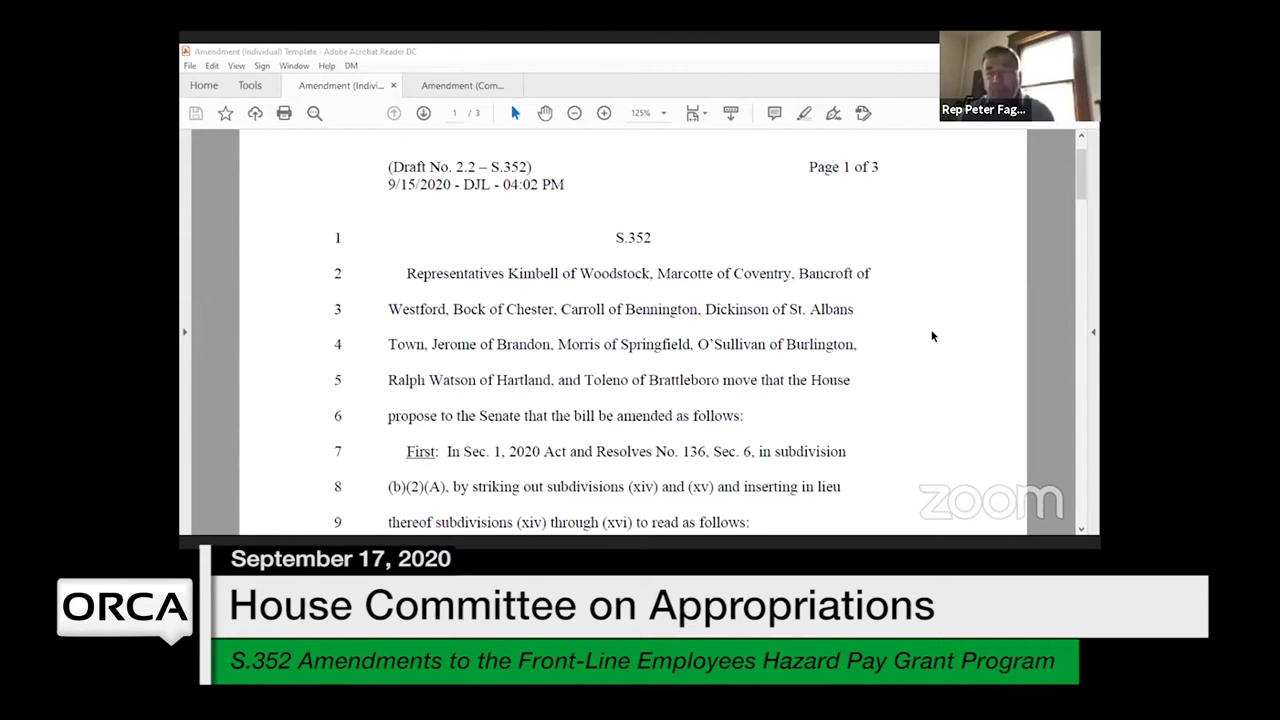 Amendment (Individual) Template - Adobe Acrobat Reader DC
File Edit View Sign Window Help DM
Home Tools Amendment (Indivi... × Amendment (Com...
1 / 3 125%
Rep Peter Fag...
(Draft No. 2.2 – S.352) Page 1 of 3
9/15/2020 - DJL - 04:02 PM
1 S.352
2 Representatives Kimbell of Woodstock, Marcotte of Coventry, Bancroft of
3 Westford, Bock of Chester, Carroll of Bennington, Dickinson of St. Albans
4 Town, Jerome of Brandon, Morris of Springfield, O’Sullivan of Burlington,
5 Ralph Watson of Hartland, and Toleno of Brattleboro move that the House
6 propose to the Senate that the bill be amended as follows:
7 First: In Sec. 1, 2020 Act and Resolves No. 136, Sec. 6, in subdivision
8 (b)(2)(A), by striking out subdivisions (xiv) and (xv) and inserting in lieu
9 thereof subdivisions (xiv) through (xvi) to read as follows:
zoom
September 17, 2020
ORCA House Committee on Appropriations
S.352 Amendments to the Front-Line Employees Hazard Pay Grant Program